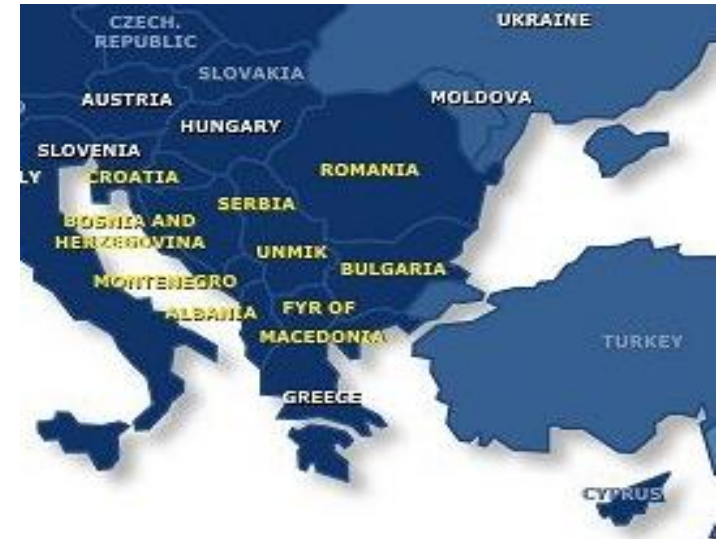 CZECH.
REPUBLIC
UKRAINE
SLOVAKIA
AUSTRIA
MOLDOVA
HUNGARY
SLOVENIA
LY
CROATIA
ROMANIA
SERBIA
BOSNIA AND
HERZEGOVINA
UNMIK
BULGARIA
MONTENEGRO
ALBANIA
FYR OF
MACEDONIA
TURKEY
GREECE
CYPRUS